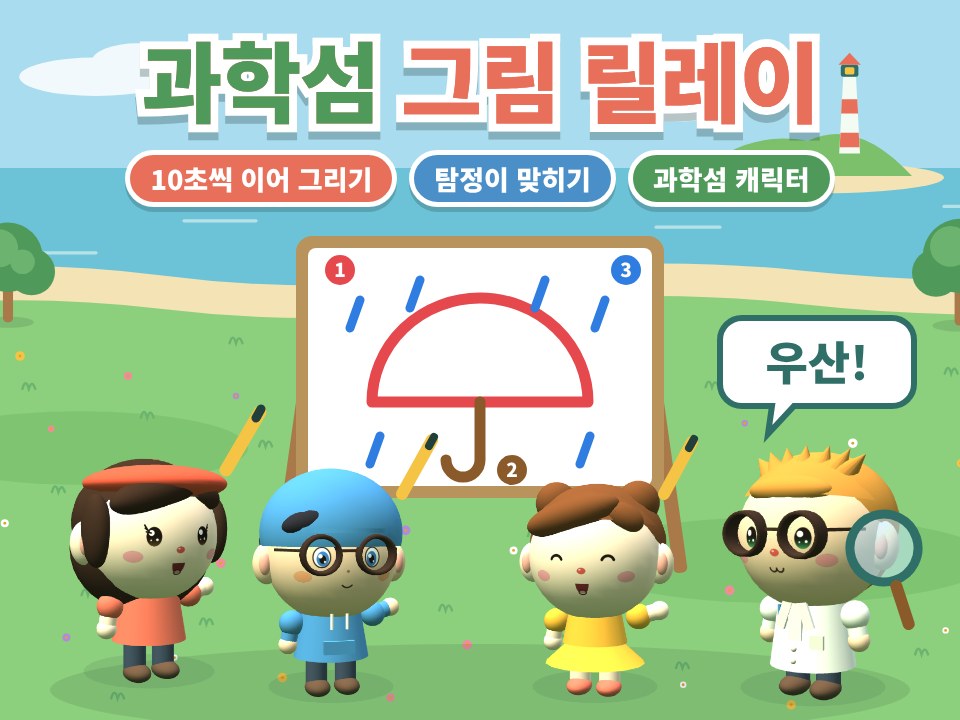 과학섬 그림 릴레이
10초씩 이어 그리기
탐정이 맞히기
과학섬 캐릭터
1
3
우산!
2